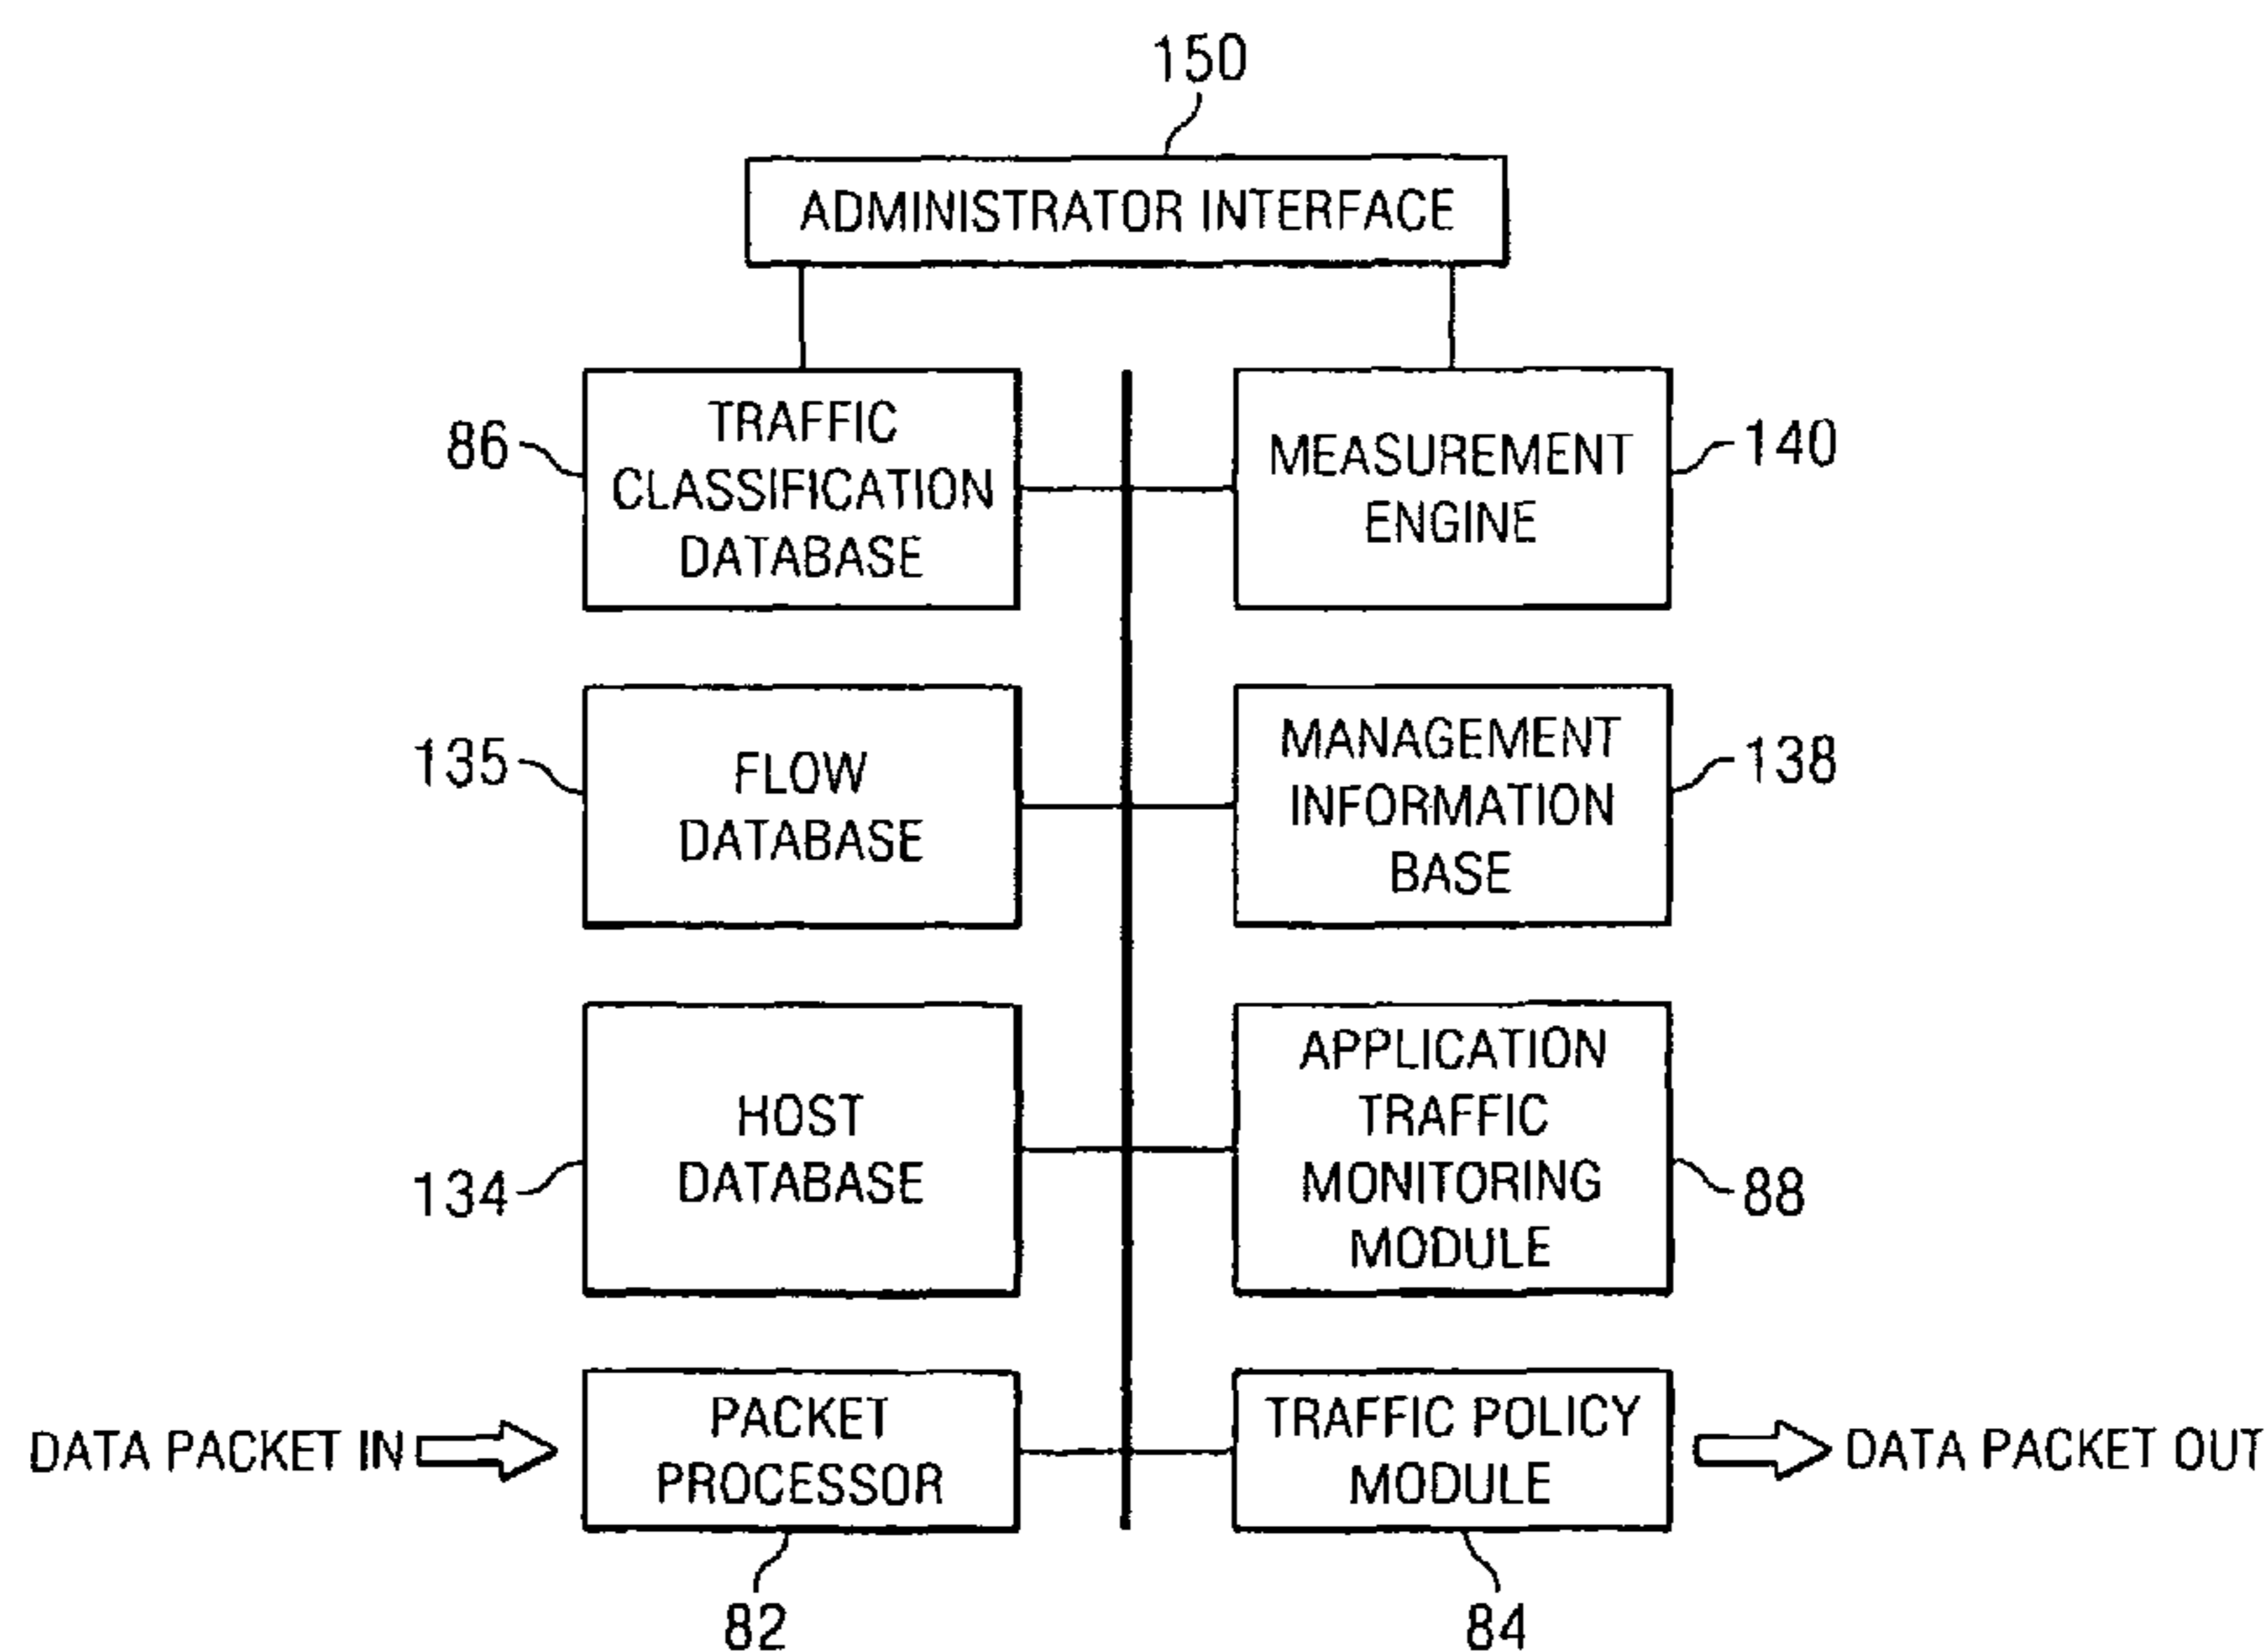 150
ADMINISTRATOR INTERFACE
86
TRAFFIC
CLASSIFICATION
DATABASE
MEASUREMENT
ENGINE
140
135
FLOW
DATABASE
MANAGEMENT
INFORMATION
BASE
138
134
HOST
DATABASE
APPLICATION
TRAFFIC
MONITORING
MODULE
88
DATA PACKET IN
PACKET
PROCESSOR
82
TRAFFIC POLICY
MODULE
84
DATA PACKET OUT